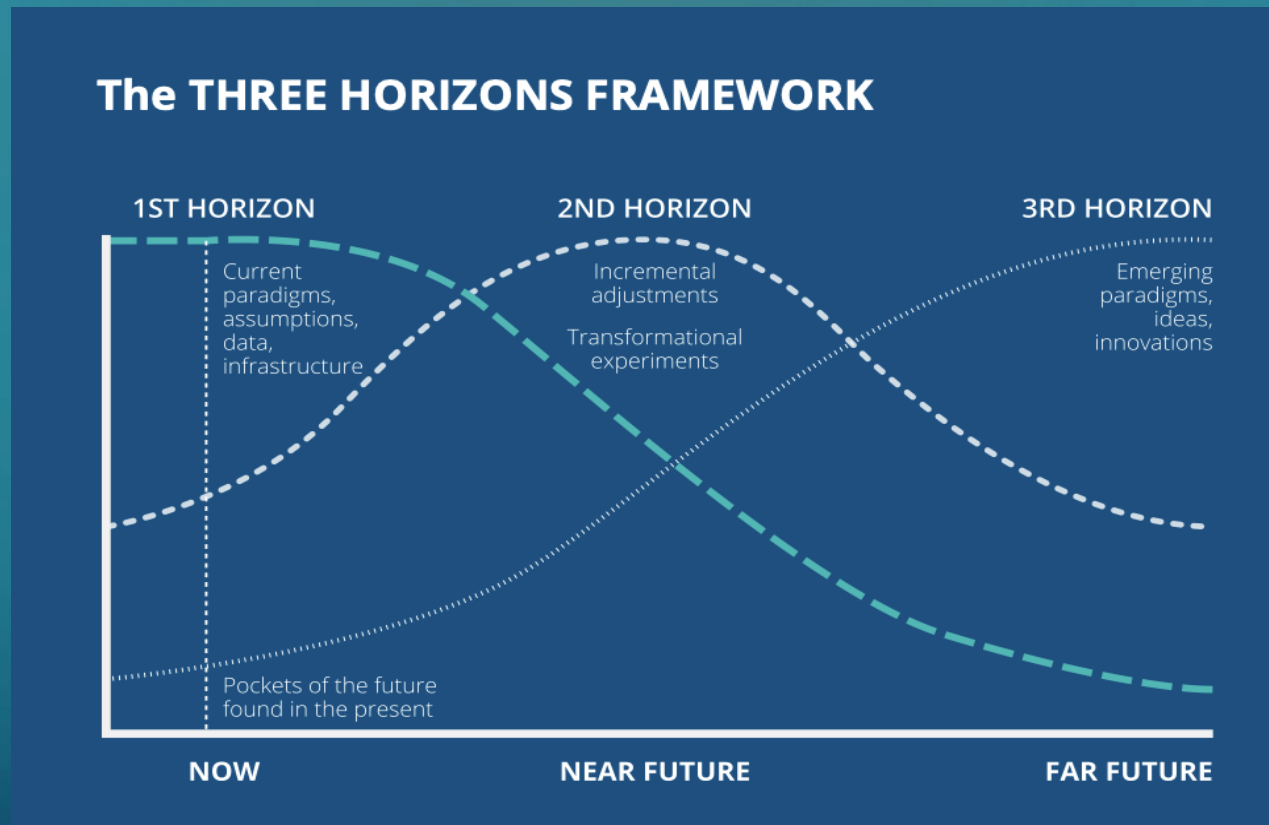 The THREE HORIZONS FRAMEWORK
1ST HORIZON
2ND HORIZON
3RD HORIZON
Current
paradigms,
assumptions,
data,
infrastructure
Incremental
adjustments
Transformational
experiments
Emerging
paradigms,
ideas,
innovations
Pockets of the future
found in the present
NOW
NEAR FUTURE
FAR FUTURE